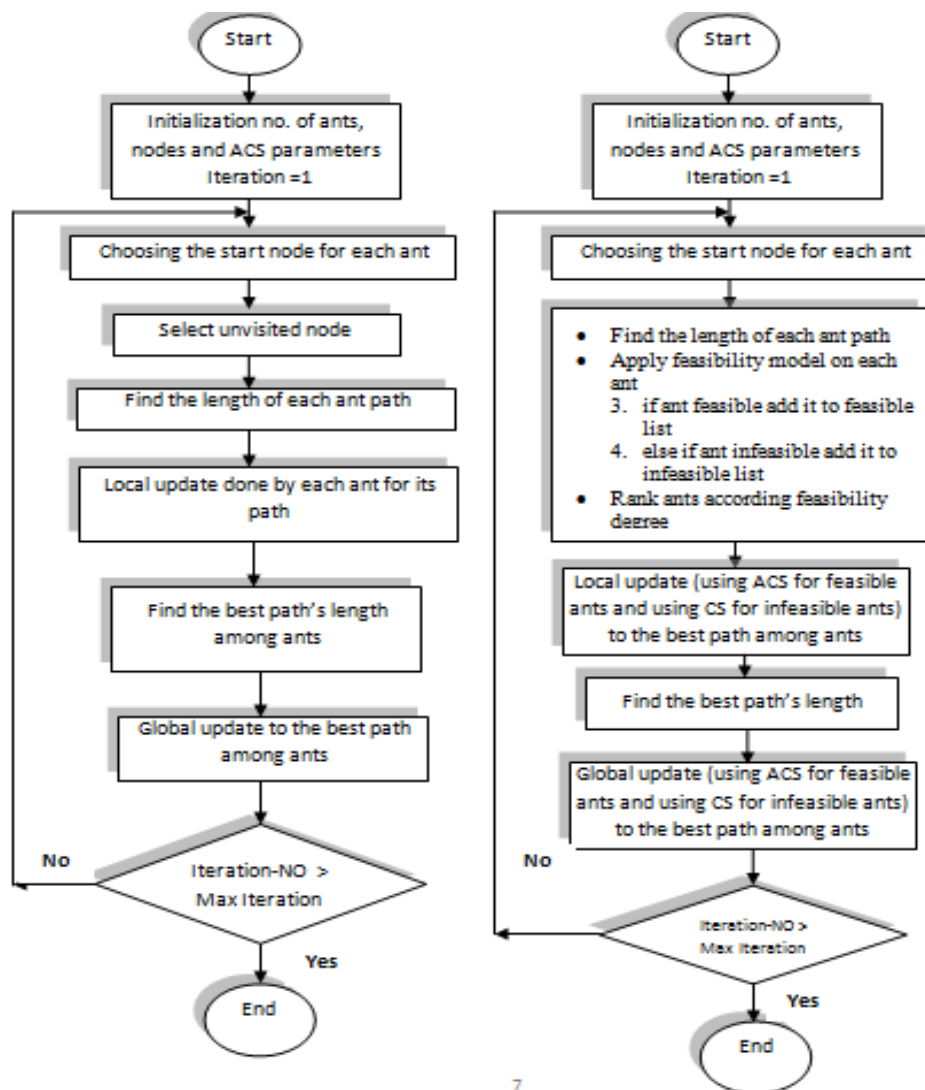 Start
Initialization no. of ants,
nodes and ACS parameters
Iteration =1
Choosing the start node for each ant
Select unvisited node
Find the length of each ant path
Local update done by each ant for its
path
Find the best path's length
among ants
Global update to the best path
among ants
Iteration-NO >
Max Iteration
No
Yes
End
Start
Initialization no. of ants,
nodes and ACS parameters
Iteration =1
Choosing the start node for each ant
• Find the length of each ant path
• Apply feasibility model on each
ant
3. if ant feasible add it to feasible
list
4. else if ant infeasible add it to
infeasible list
• Rank ants according feasibility
degree
Local update (using ACS for feasible
ants and using CS for infeasible ants)
to the best path among ants
Find the best path's length
Global update (using ACS for feasible
ants and using CS for infeasible ants)
to the best path among ants
No
Iteration-NO >
Max Iteration
Yes
End
7